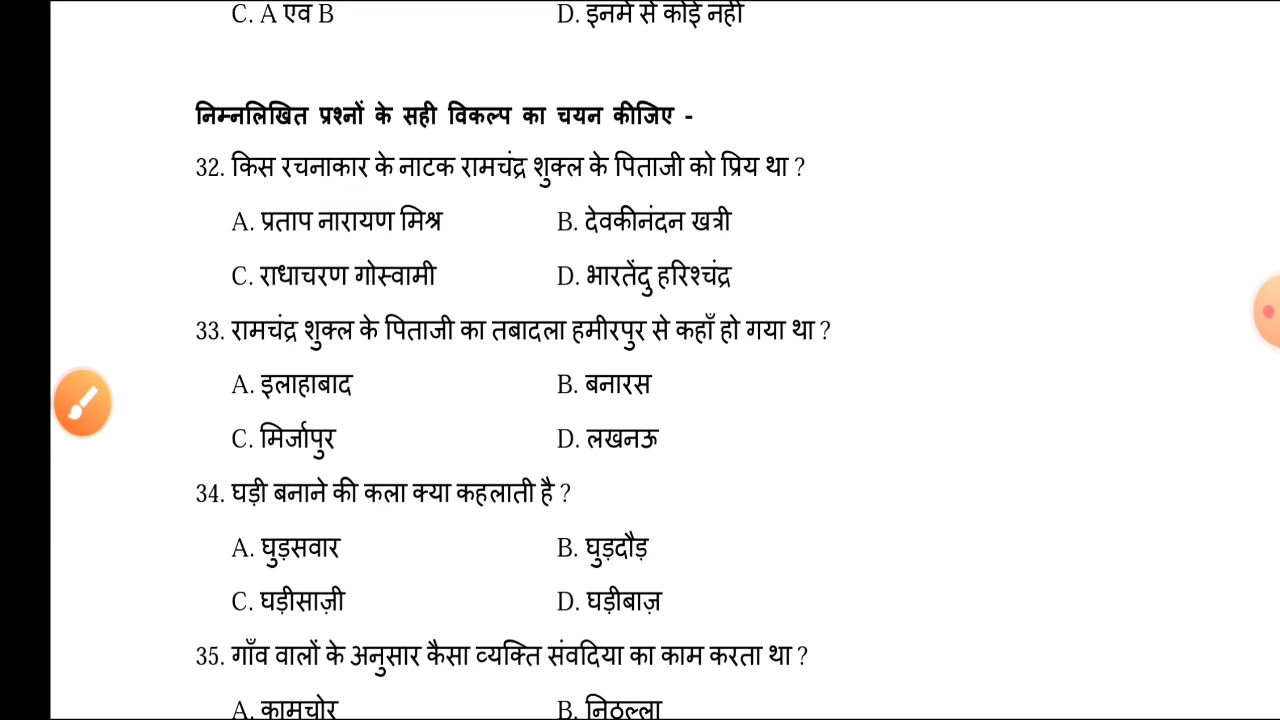 C. A एवं B D. इनमें से कोई नहीं
निम्नलिखित प्रश्नों के सही विकल्प का चयन कीजिए -
32. किस रचनाकार के नाटक रामचंद्र शुक्ल के पिताजी को प्रिय था ?
A. प्रताप नारायण मिश्र B. देवकीनंदन खत्री
C. राधाचरण गोस्वामी D. भारतेंदु हरिश्चंद्र
33. रामचंद्र शुक्ल के पिताजी का तबादला हमीरपुर से कहाँ हो गया था ?
A. इलाहाबाद B. बनारस
C. मिर्जापुर D. लखनऊ
34. घड़ी बनाने की कला क्या कहलाती है ?
A. घुड़सवार B. घुड़दौड़
C. घड़ीसाज़ी D. घड़ीबाज़
35. गाँव वालों के अनुसार कैसा व्यक्ति संवदिया का काम करता था ?
A. कामचोर B. निठल्ला